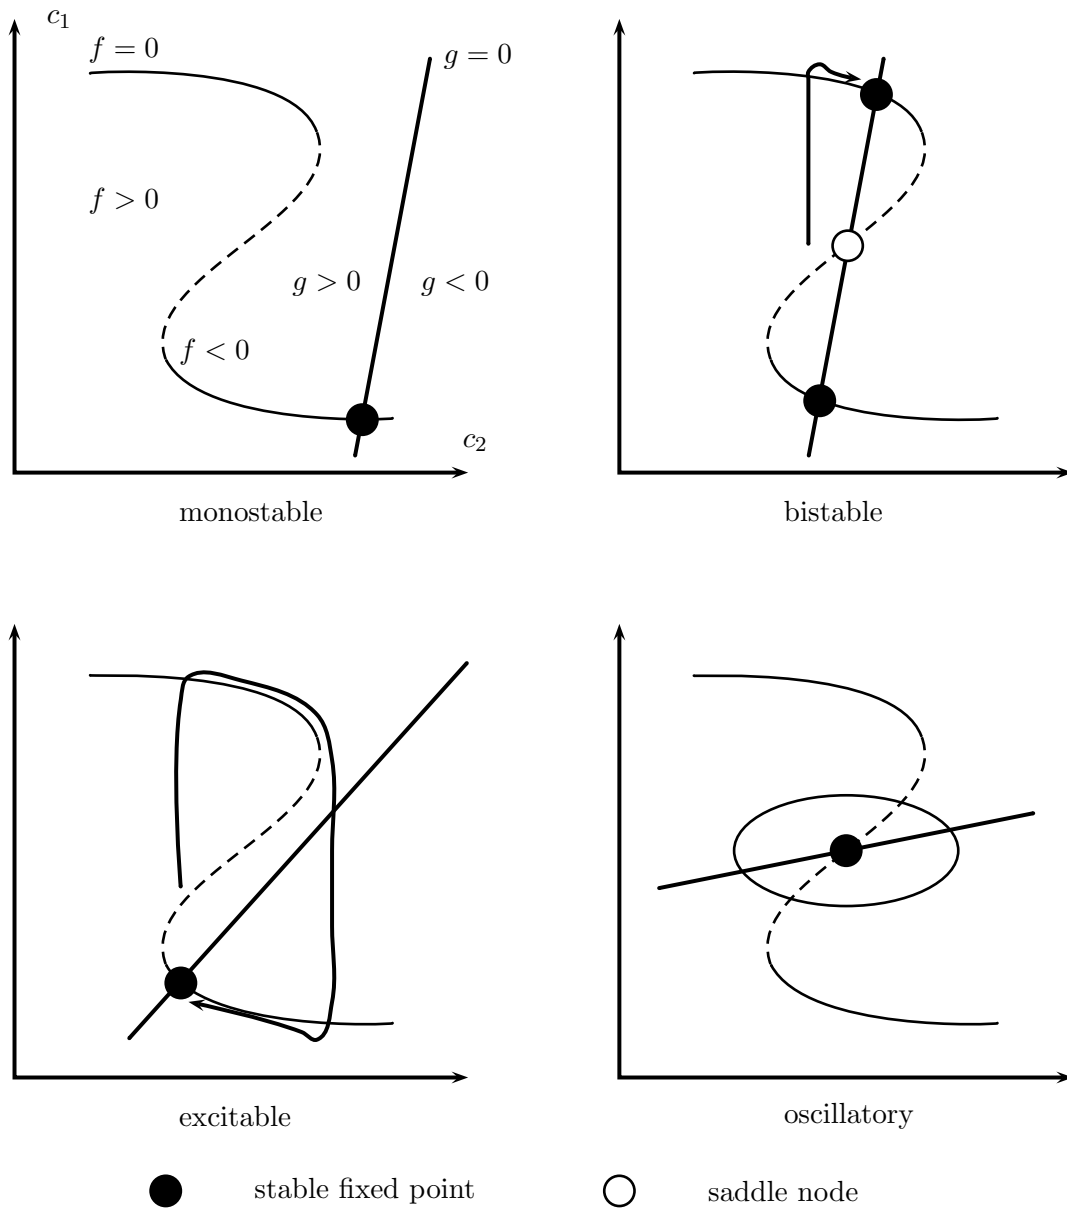 c₁
f = 0
g = 0
f > 0
g > 0
g < 0
f < 0
c₂
monostable
bistable
excitable
oscillatory
stable fixed point
saddle node